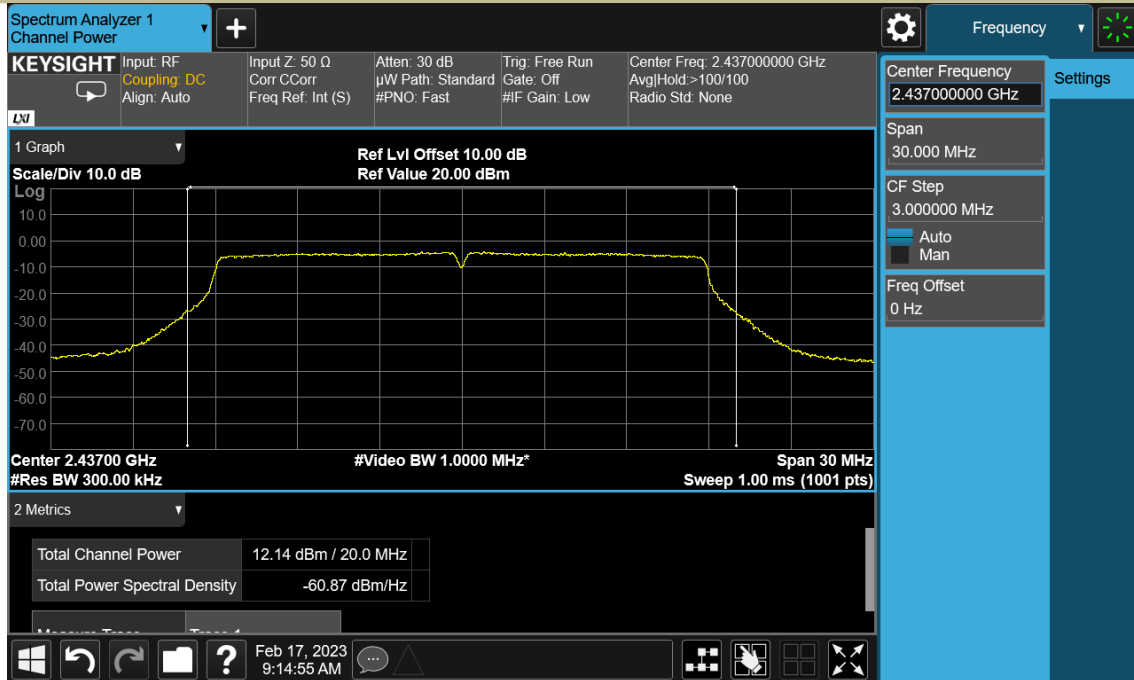 Spectrum Analyzer 1
Channel Power
Frequency
KEYSIGHT
LXI
Input: RF
Coupling: DC
Align: Auto
Input Z: 50 Ω
Corr CCorr
Freq Ref: Int (S)
Atten: 30 dB
µW Path: Standard
#PNO: Fast
Trig: Free Run
Gate: Off
#IF Gain: Low
Center Freq: 2.437000000 GHz
Avg|Hold:>100/100
Radio Std: None
Center Frequency
2.437000000 GHz
Settings
Span
30.000 MHz
CF Step
3.000000 MHz
Auto
Man
Freq Offset
0 Hz
1 Graph
Scale/Div 10.0 dB
Ref Lvl Offset 10.00 dB
Ref Value 20.00 dBm
Log
10.0
0.00
-10.0
-20.0
-30.0
-40.0
-50.0
-60.0
-70.0
Center 2.43700 GHz
#Video BW 1.0000 MHz*
Span 30 MHz
#Res BW 300.00 kHz
Sweep 1.00 ms (1001 pts)
2 Metrics
Total Channel Power 12.14 dBm / 20.0 MHz
Total Power Spectral Density -60.87 dBm/Hz
Measure Trace Trace 1
?
Feb 17, 2023
9:14:55 AM